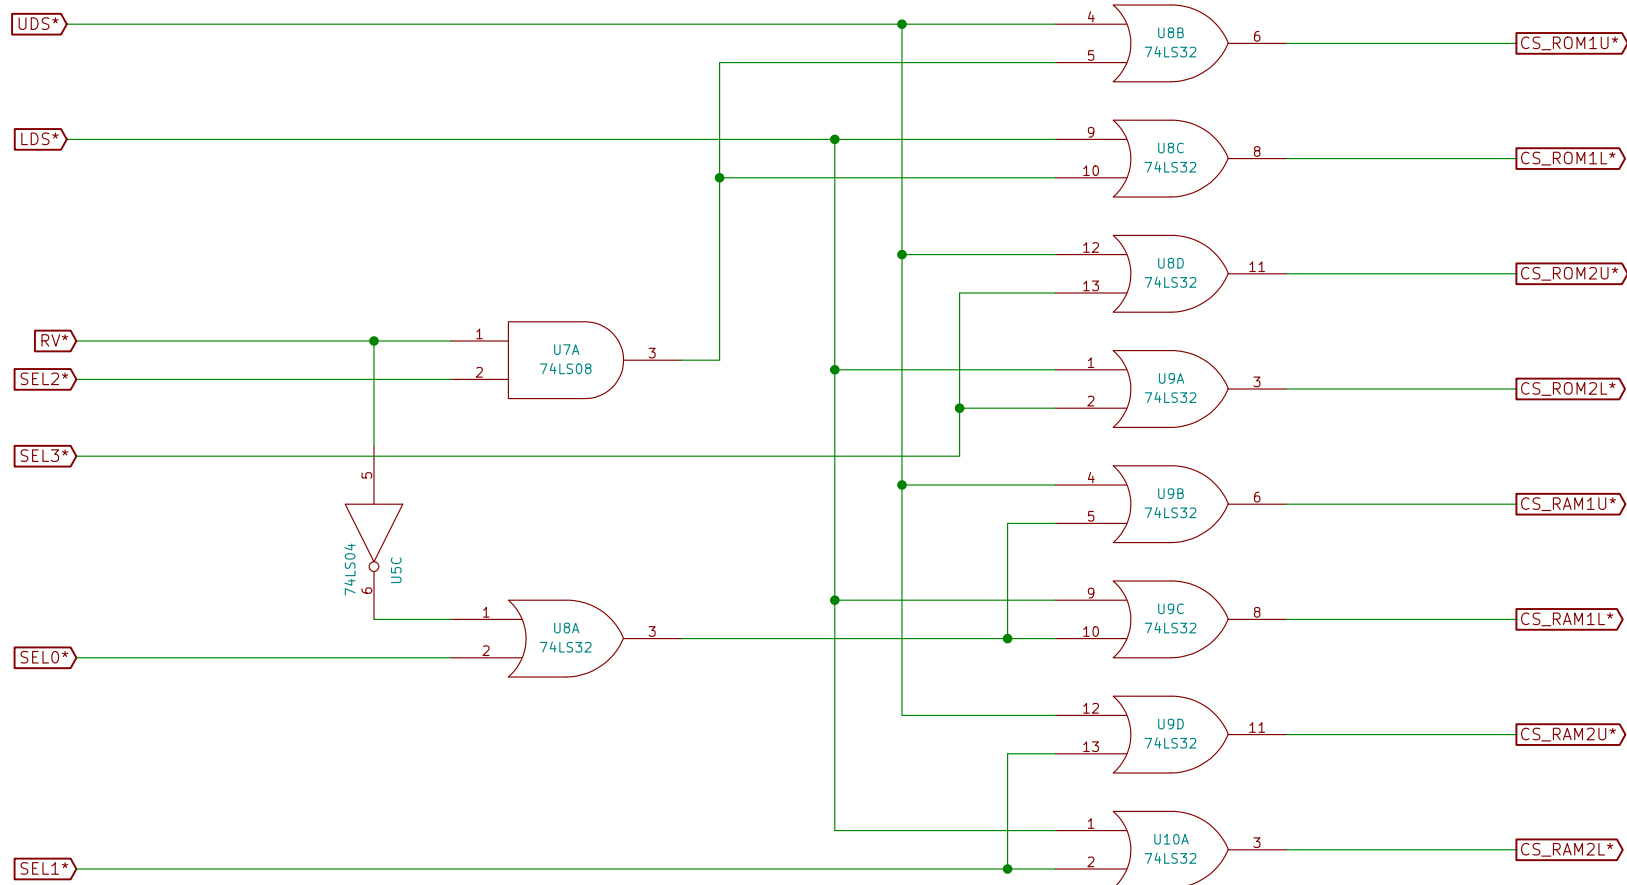 UDS*
4
5
U8B
74LS32
6
CS_ROM1U*
LDS*
9
10
U8C
74LS32
8
CS_ROM1L*
12
13
U8D
74LS32
11
CS_ROM2U*
RV*
SEL2*
1
2
U7A
74LS08
3
1
2
U9A
74LS32
3
CS_ROM2L*
SEL3*
5
74LS04
U5C
6
4
5
U9B
74LS32
6
CS_RAM1U*
SEL0*
1
2
U8A
74LS32
3
9
10
U9C
74LS32
8
CS_RAM1L*
12
13
U9D
74LS32
11
CS_RAM2U*
SEL1*
1
2
U10A
74LS32
3
CS_RAM2L*